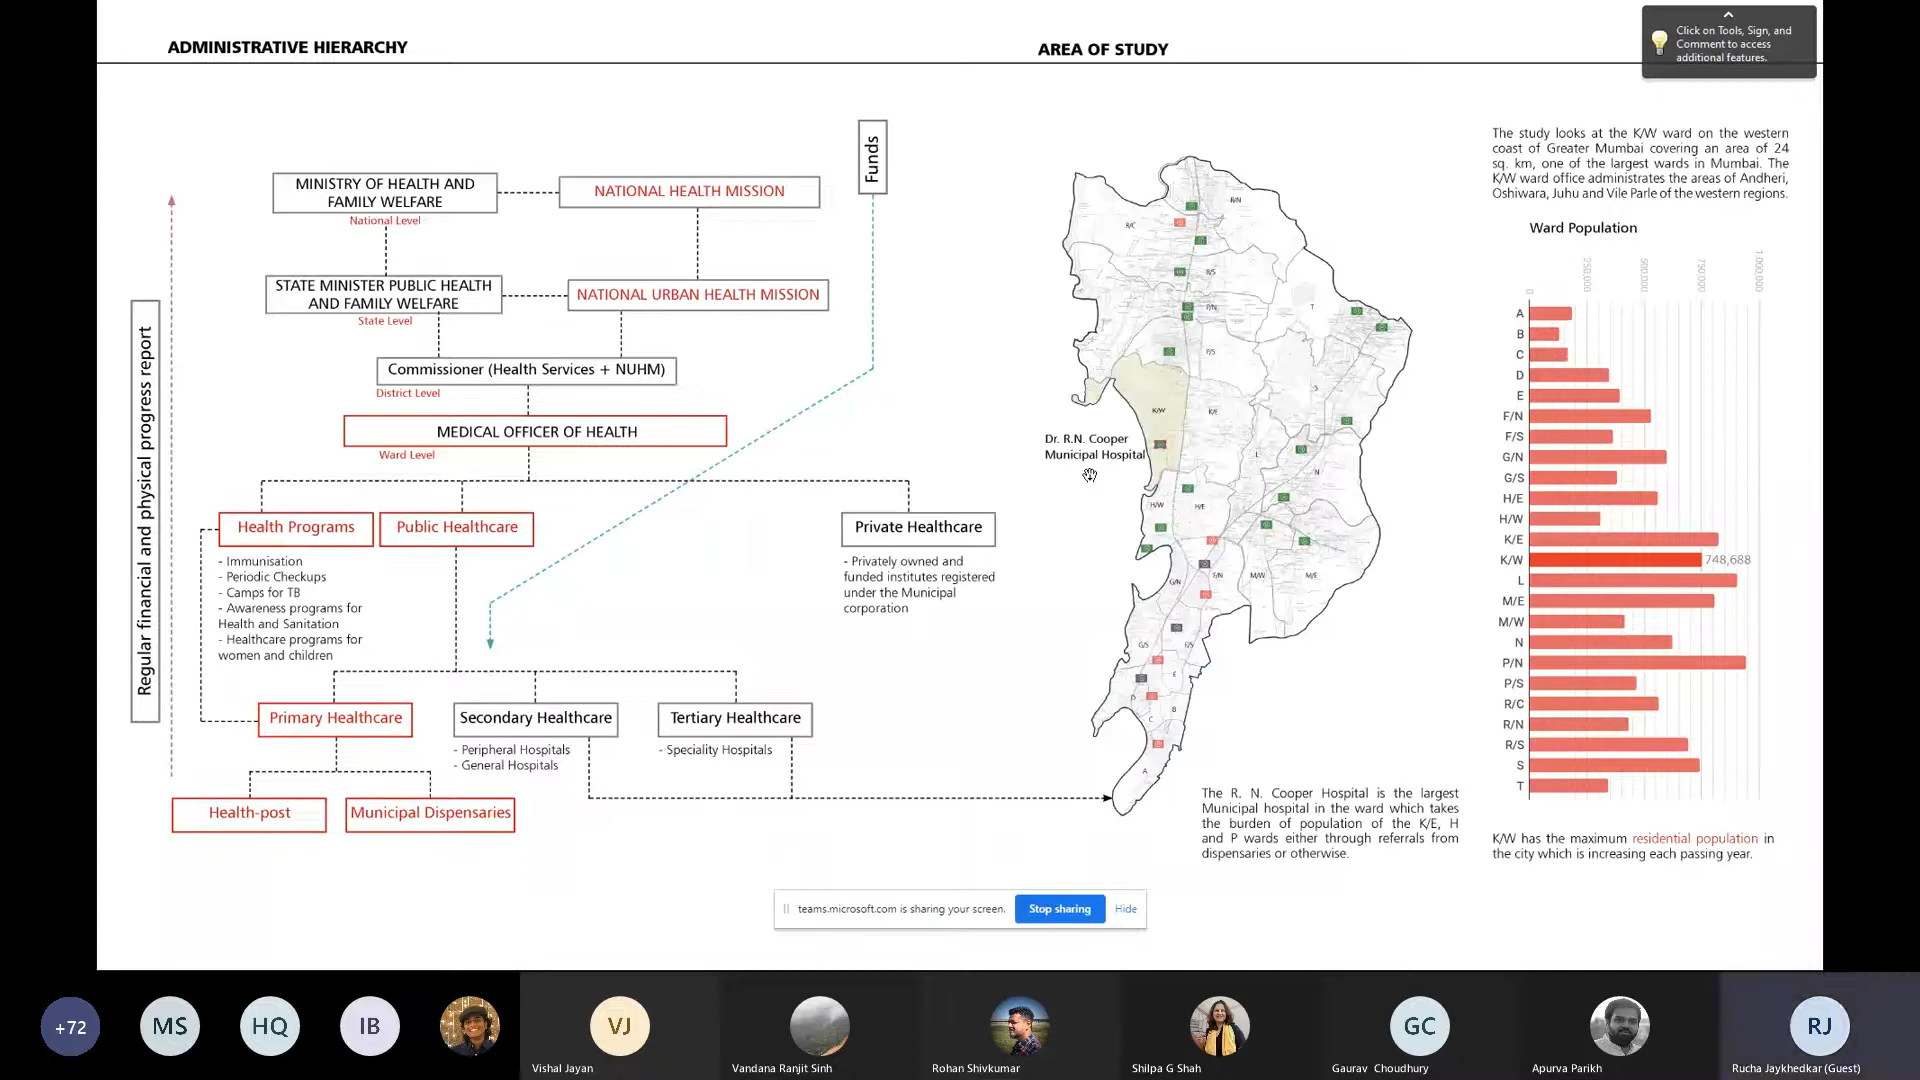 ADMINISTRATIVE HIERARCHY
AREA OF STUDY
Click on Tools, Sign, and
Comment to access
additional features.
Funds
MINISTRY OF HEALTH AND
FAMILY WELFARE
National Level
NATIONAL HEALTH MISSION
STATE MINISTER PUBLIC HEALTH
AND FAMILY WELFARE
State Level
NATIONAL URBAN HEALTH MISSION
Commissioner (Health Services + NUHM)
District Level
MEDICAL OFFICER OF HEALTH
Ward Level
Regular financial and physical progress report
Health Programs
Public Healthcare
Private Healthcare
- Immunisation
- Periodic Checkups
- Camps for TB
- Awareness programs for
Health and Sanitation
- Healthcare programs for
women and children
- Privately owned and
funded institutes registered
under the Municipal
corporation
Primary Healthcare
Secondary Healthcare
Tertiary Healthcare
- Peripheral Hospitals
- General Hospitals
- Speciality Hospitals
Health-post
Municipal Dispensaries
R/N
R/C
R/S
P/N
T
P/S
S
K/W
K/E
Dr. R.N. Cooper
Municipal Hospital
L
N
H/W
H/E
G/N
F/N
M/W
M/E
G/S
F/S
E
D
B
C
A
The R. N. Cooper Hospital is the largest
Municipal hospital in the ward which takes
the burden of population of the K/E, H
and P wards either through referrals from
dispensaries or otherwise.
The study looks at the K/W ward on the western
coast of Greater Mumbai covering an area of 24
sq. km, one of the largest wards in Mumbai. The
K/W ward office administrates the areas of Andheri,
Oshiwara, Juhu and Vile Parle of the western regions.
Ward Population
0
250,000
500,000
750,000
1,000,000
A
B
C
D
E
F/N
F/S
G/N
G/S
H/E
H/W
K/E
K/W 748,688
L
M/E
M/W
N
P/N
P/S
R/C
R/N
R/S
S
T
K/W has the maximum residential population in
the city which is increasing each passing year.
teams.microsoft.com is sharing your screen. Stop sharing Hide
+72
MS
HQ
IB
VJ
GC
RJ
Vishal Jayan
Vandana Ranjit Sinh
Rohan Shivkumar
Shilpa G Shah
Gaurav Choudhury
Apurva Parikh
Rucha Jaykhedkar (Guest)